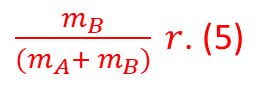 m_B / (m_A + m_B) r. (5)